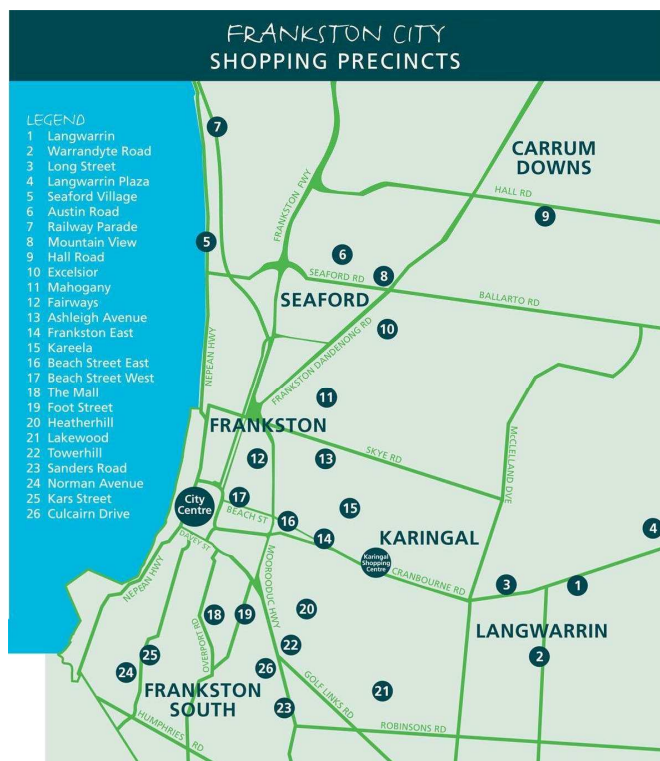 FRANKSTON CITY
SHOPPING PRECINCTS
LEGEND
1 Langwarrin
2 Warrandyte Road
3 Long Street
4 Langwarrin Plaza
5 Seaford Village
6 Austin Road
7 Railway Parade
8 Mountain View
9 Hall Road
10 Excelsior
11 Mahogany
12 Fairways
13 Ashleigh Avenue
14 Frankston East
15 Kareela
16 Beach Street East
17 Beach Street West
18 The Mall
19 Foot Street
20 Heatherhill
21 Lakewood
22 Towerhill
23 Sanders Road
24 Norman Avenue
25 Kars Street
26 Culcairn Drive
7
CARRUM
DOWNS
FRANKSTON FWY
HALL RD
9
5
6
8
SEAFORD RD
SEAFORD
BALLARTO RD
10
NEPEAN HWY
FRANKSTON DANDENONG RD
11
FRANKSTON
McCLELLAND DVE
12
13
SKYE RD
City
Centre
17
BEACH ST
16
15
14
KARINGAL
4
DAVEY ST
Karingal
Shopping
Centre
CRANBOURNE RD
NEPEAN HWY
MOOROODUC HWY
3
1
18
19
20
OVERPORT RD
LANGWARRIN
22
2
25
24
26
FRANKSTON
SOUTH
GOLF LINKS RD
21
23
HUMPHRIES RD
ROBINSONS RD